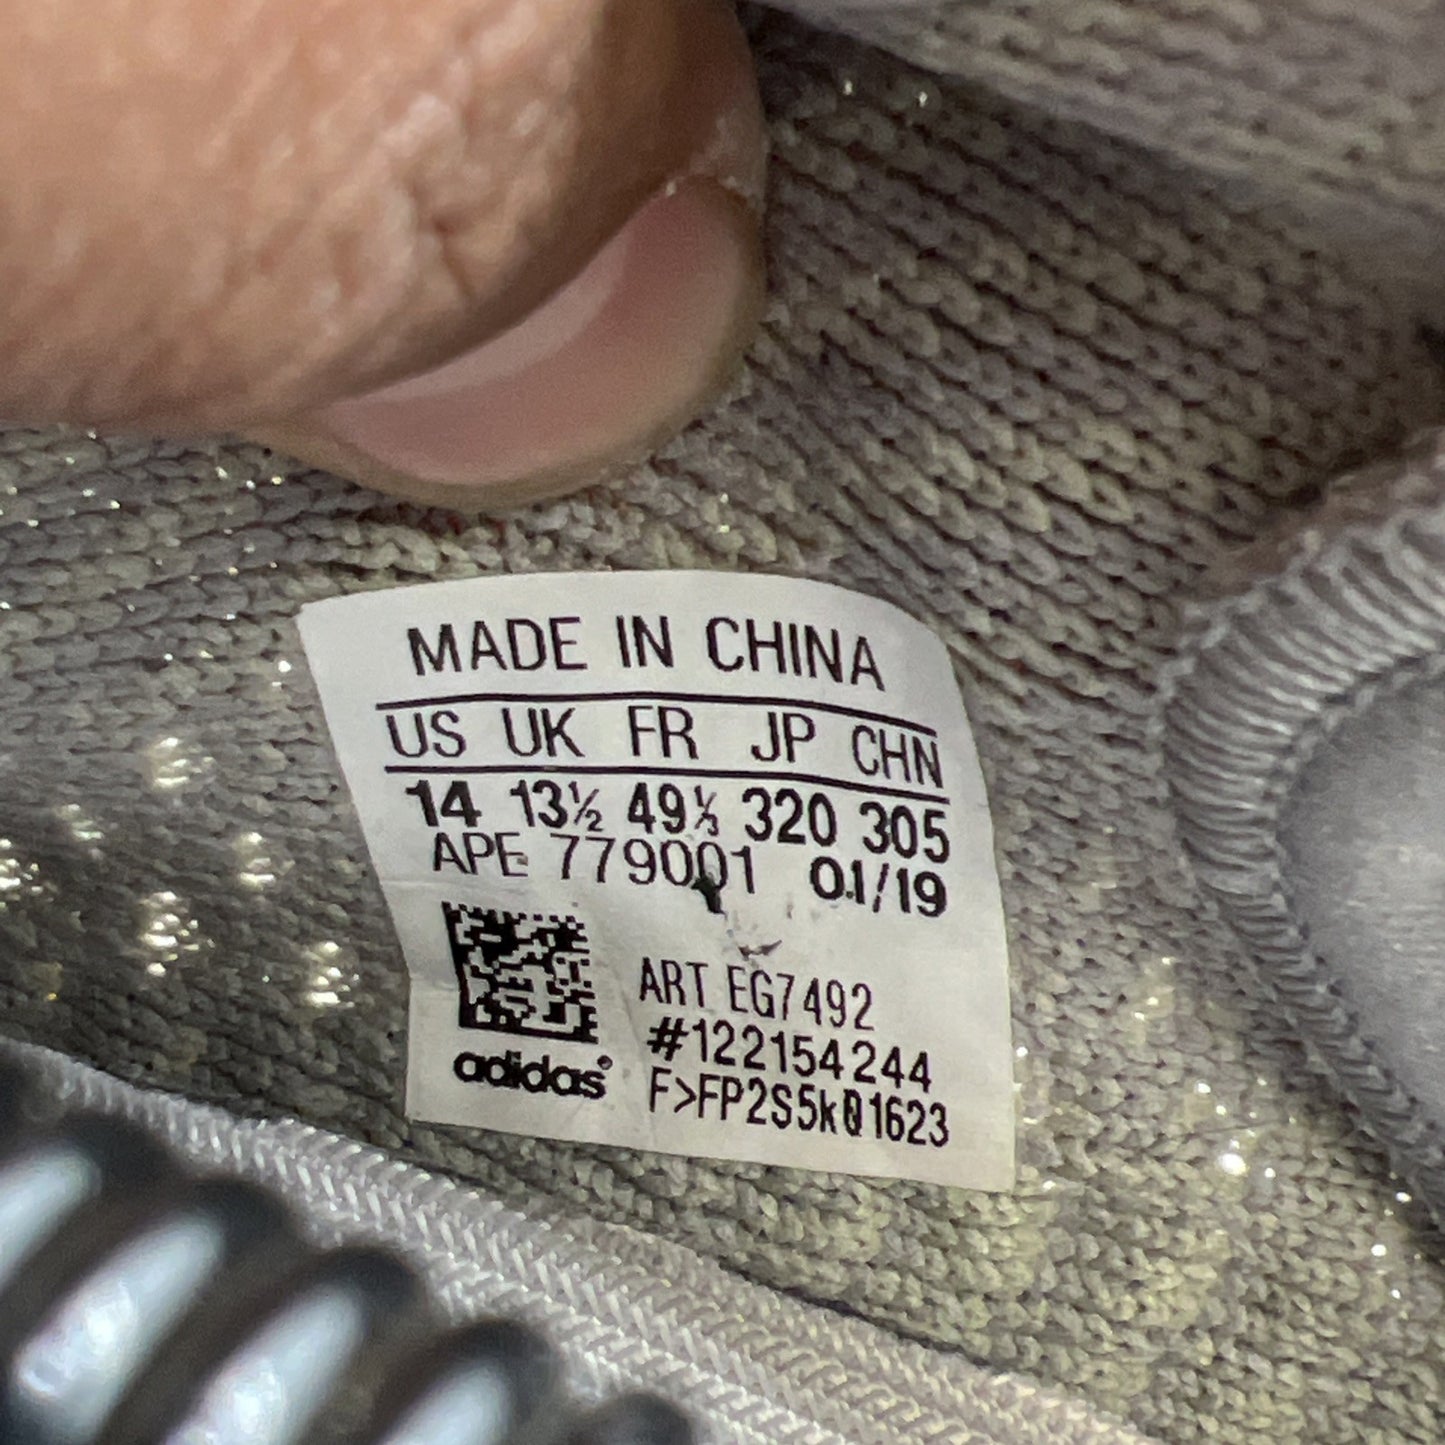 MADE IN CHINA
US UK FR JP CHN
14 13½ 49⅓ 320 305
APE 779001 01/19
ART EG7492
#122154244
adidas®
F>FP2S5k01623